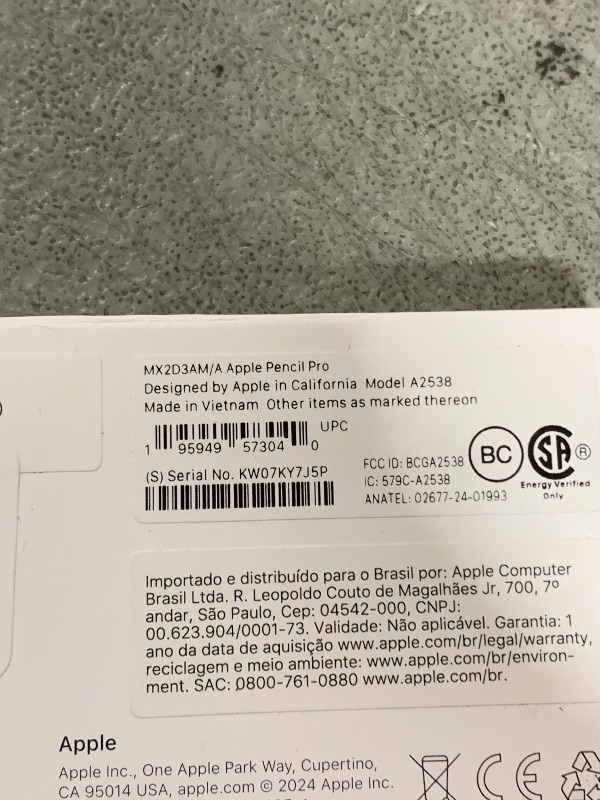 MX2D3AM/A Apple Pencil Pro
Designed by Apple in California Model A2538
Made in Vietnam Other items as marked thereon
UPC
1 95949 57304 0
(S) Serial No. KW07KY7J5P
FCC ID: BCGA2538
IC: 579C-A2538
ANATEL: 02677-24-01993
BC
SA ®
Energy Verified
Only
Importado e distribuído para o Brasil por: Apple Computer
Brasil Ltda. R. Leopoldo Couto de Magalhães Jr, 700, 7º
andar, São Paulo, Cep: 04542-000, CNPJ:
00.623.904/0001-73. Validade: Não aplicável. Garantia: 1
ano da data de aquisição www.apple.com/br/legal/warranty,
reciclagem e meio ambiente: www.apple.com/br/environ-
ment. SAC: 0800-761-0880 www.apple.com/br.
Apple
Apple Inc., One Apple Park Way, Cupertino,
CA 95014 USA, apple.com © 2024 Apple Inc.
CE